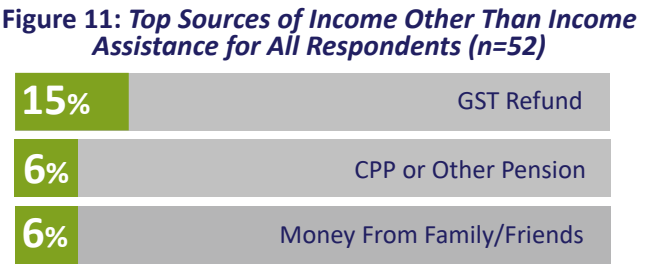 Figure 11: Top Sources of Income Other Than Income
Assistance for All Respondents (n=52)
15% GST Refund
6% CPP or Other Pension
6% Money From Family/Friends